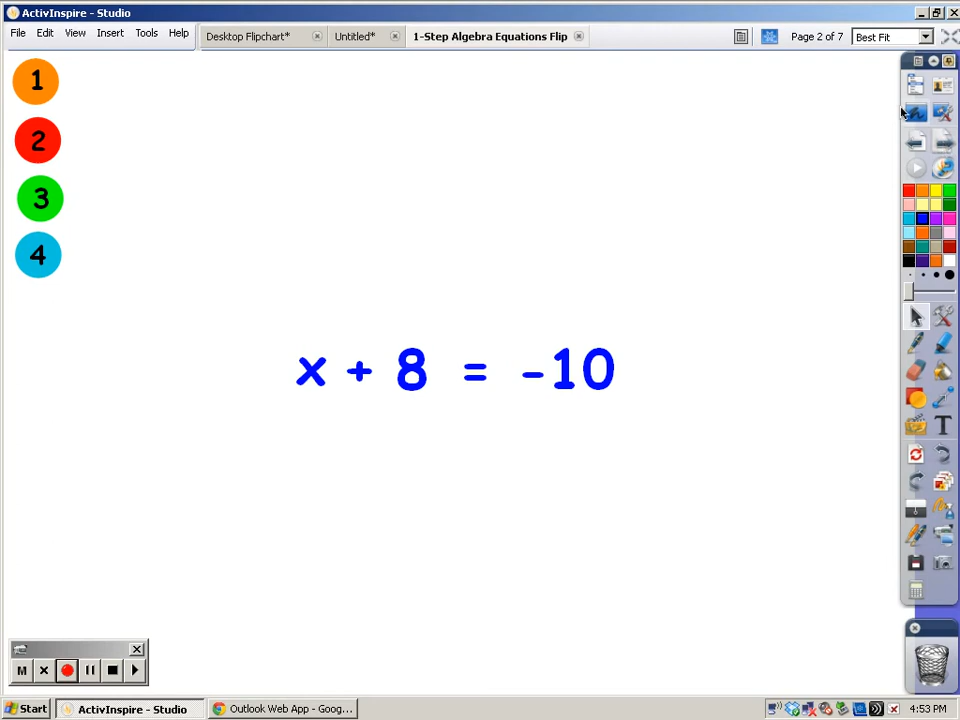 ActivInspire - Studio
File Edit View Insert Tools Help
Desktop Flipchart* Untitled* 1-Step Algebra Equations Flip
Page 2 of 7 Best Fit
1
2
3
4
x + 8 = -10
T
M
Start ActivInspire - Studio Outlook Web App - Goog... 4:53 PM